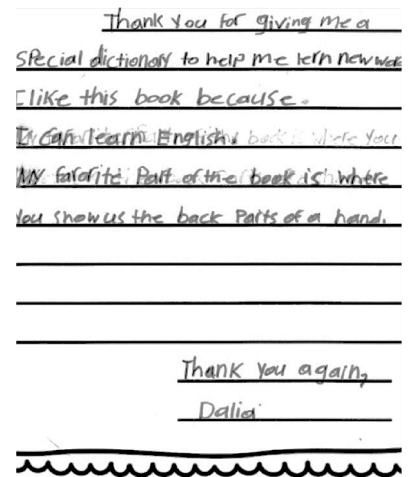 Thank you for giving me a
special dictionary to help me lern new
I like this book because.
I can learn English.
My favorite Part of the book is where
you show us the back Parts of a hand.
Thank you again,
Dalia